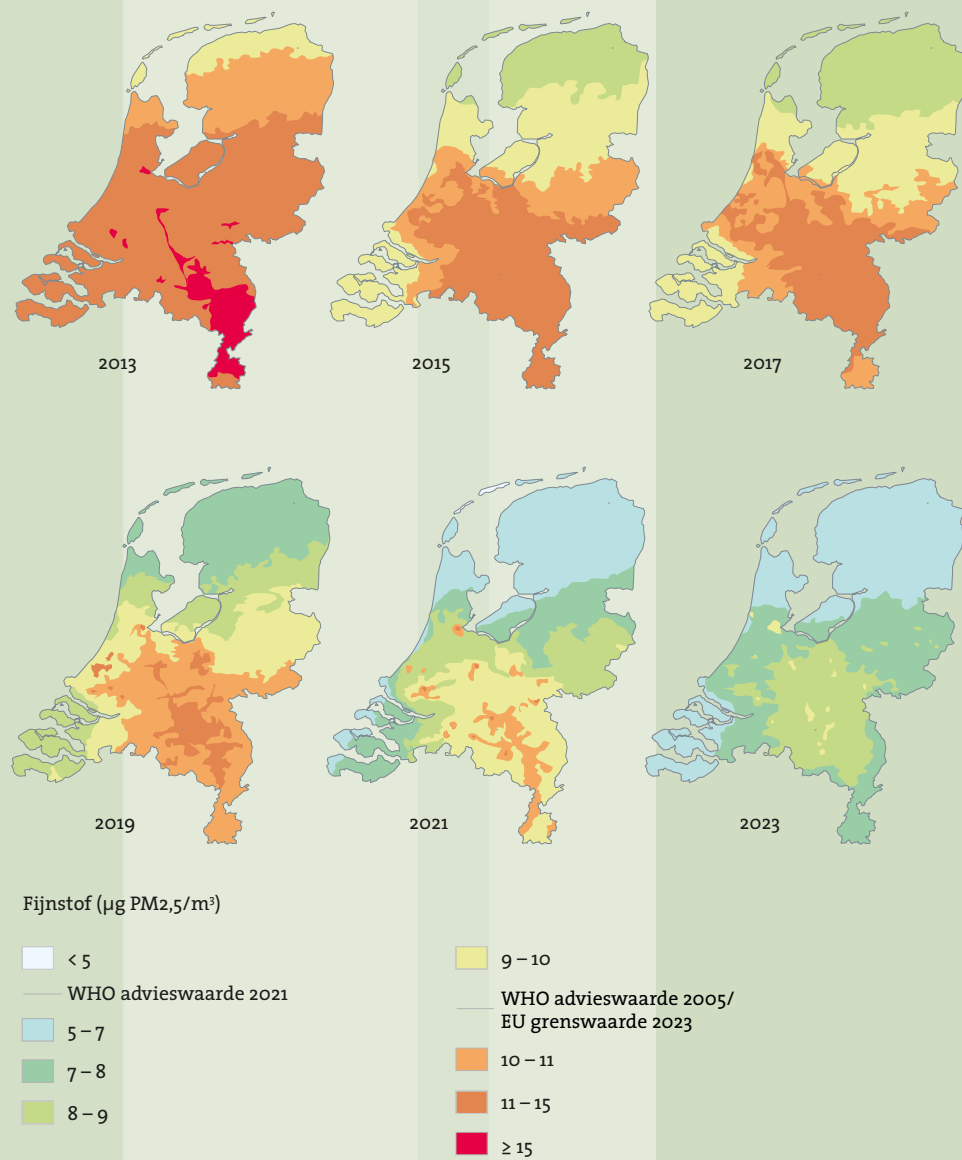 2013
2015
2017
2019
2021
2023
Fijnstof (µg PM2,5/m³)
< 5
WHO advieswaarde 2021
5 – 7
7 – 8
8 – 9
9 – 10
WHO advieswaarde 2005/
EU grenswaarde 2023
10 – 11
11 – 15
≥ 15